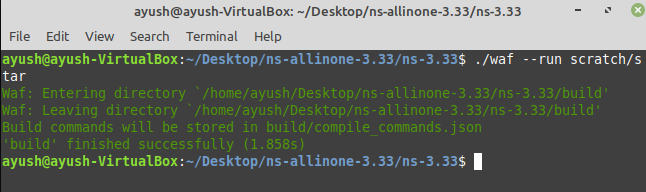 ayush@ayush-VirtualBox: ~/Desktop/ns-allinone-3.33/ns-3.33
File Edit View Search Terminal Help
ayush@ayush-VirtualBox:~/Desktop/ns-allinone-3.33/ns-3.33$ ./waf --run scratch/s
tar
Waf: Entering directory `/home/ayush/Desktop/ns-allinone-3.33/ns-3.33/build'
Waf: Leaving directory `/home/ayush/Desktop/ns-allinone-3.33/ns-3.33/build'
Build commands will be stored in build/compile_commands.json
'build' finished successfully (1.858s)
ayush@ayush-VirtualBox:~/Desktop/ns-allinone-3.33/ns-3.33$